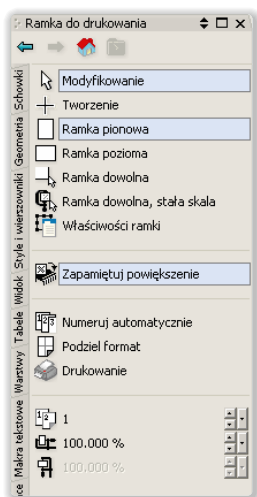 Ramka do drukowania
Modyfikowanie
Tworzenie
Ramka pionowa
Ramka pozioma
Ramka dowolna
Ramka dowolna, stała skala
Właściwości ramki
Zapamiętuj powiększenie
Numeruj automatycznie
Podziel format
Drukowanie
1
100.000 %
100.000 %
Schowki
Geometria
Style i wierszowniki
Widok
Tabele
Warstwy
Makra tekstowe